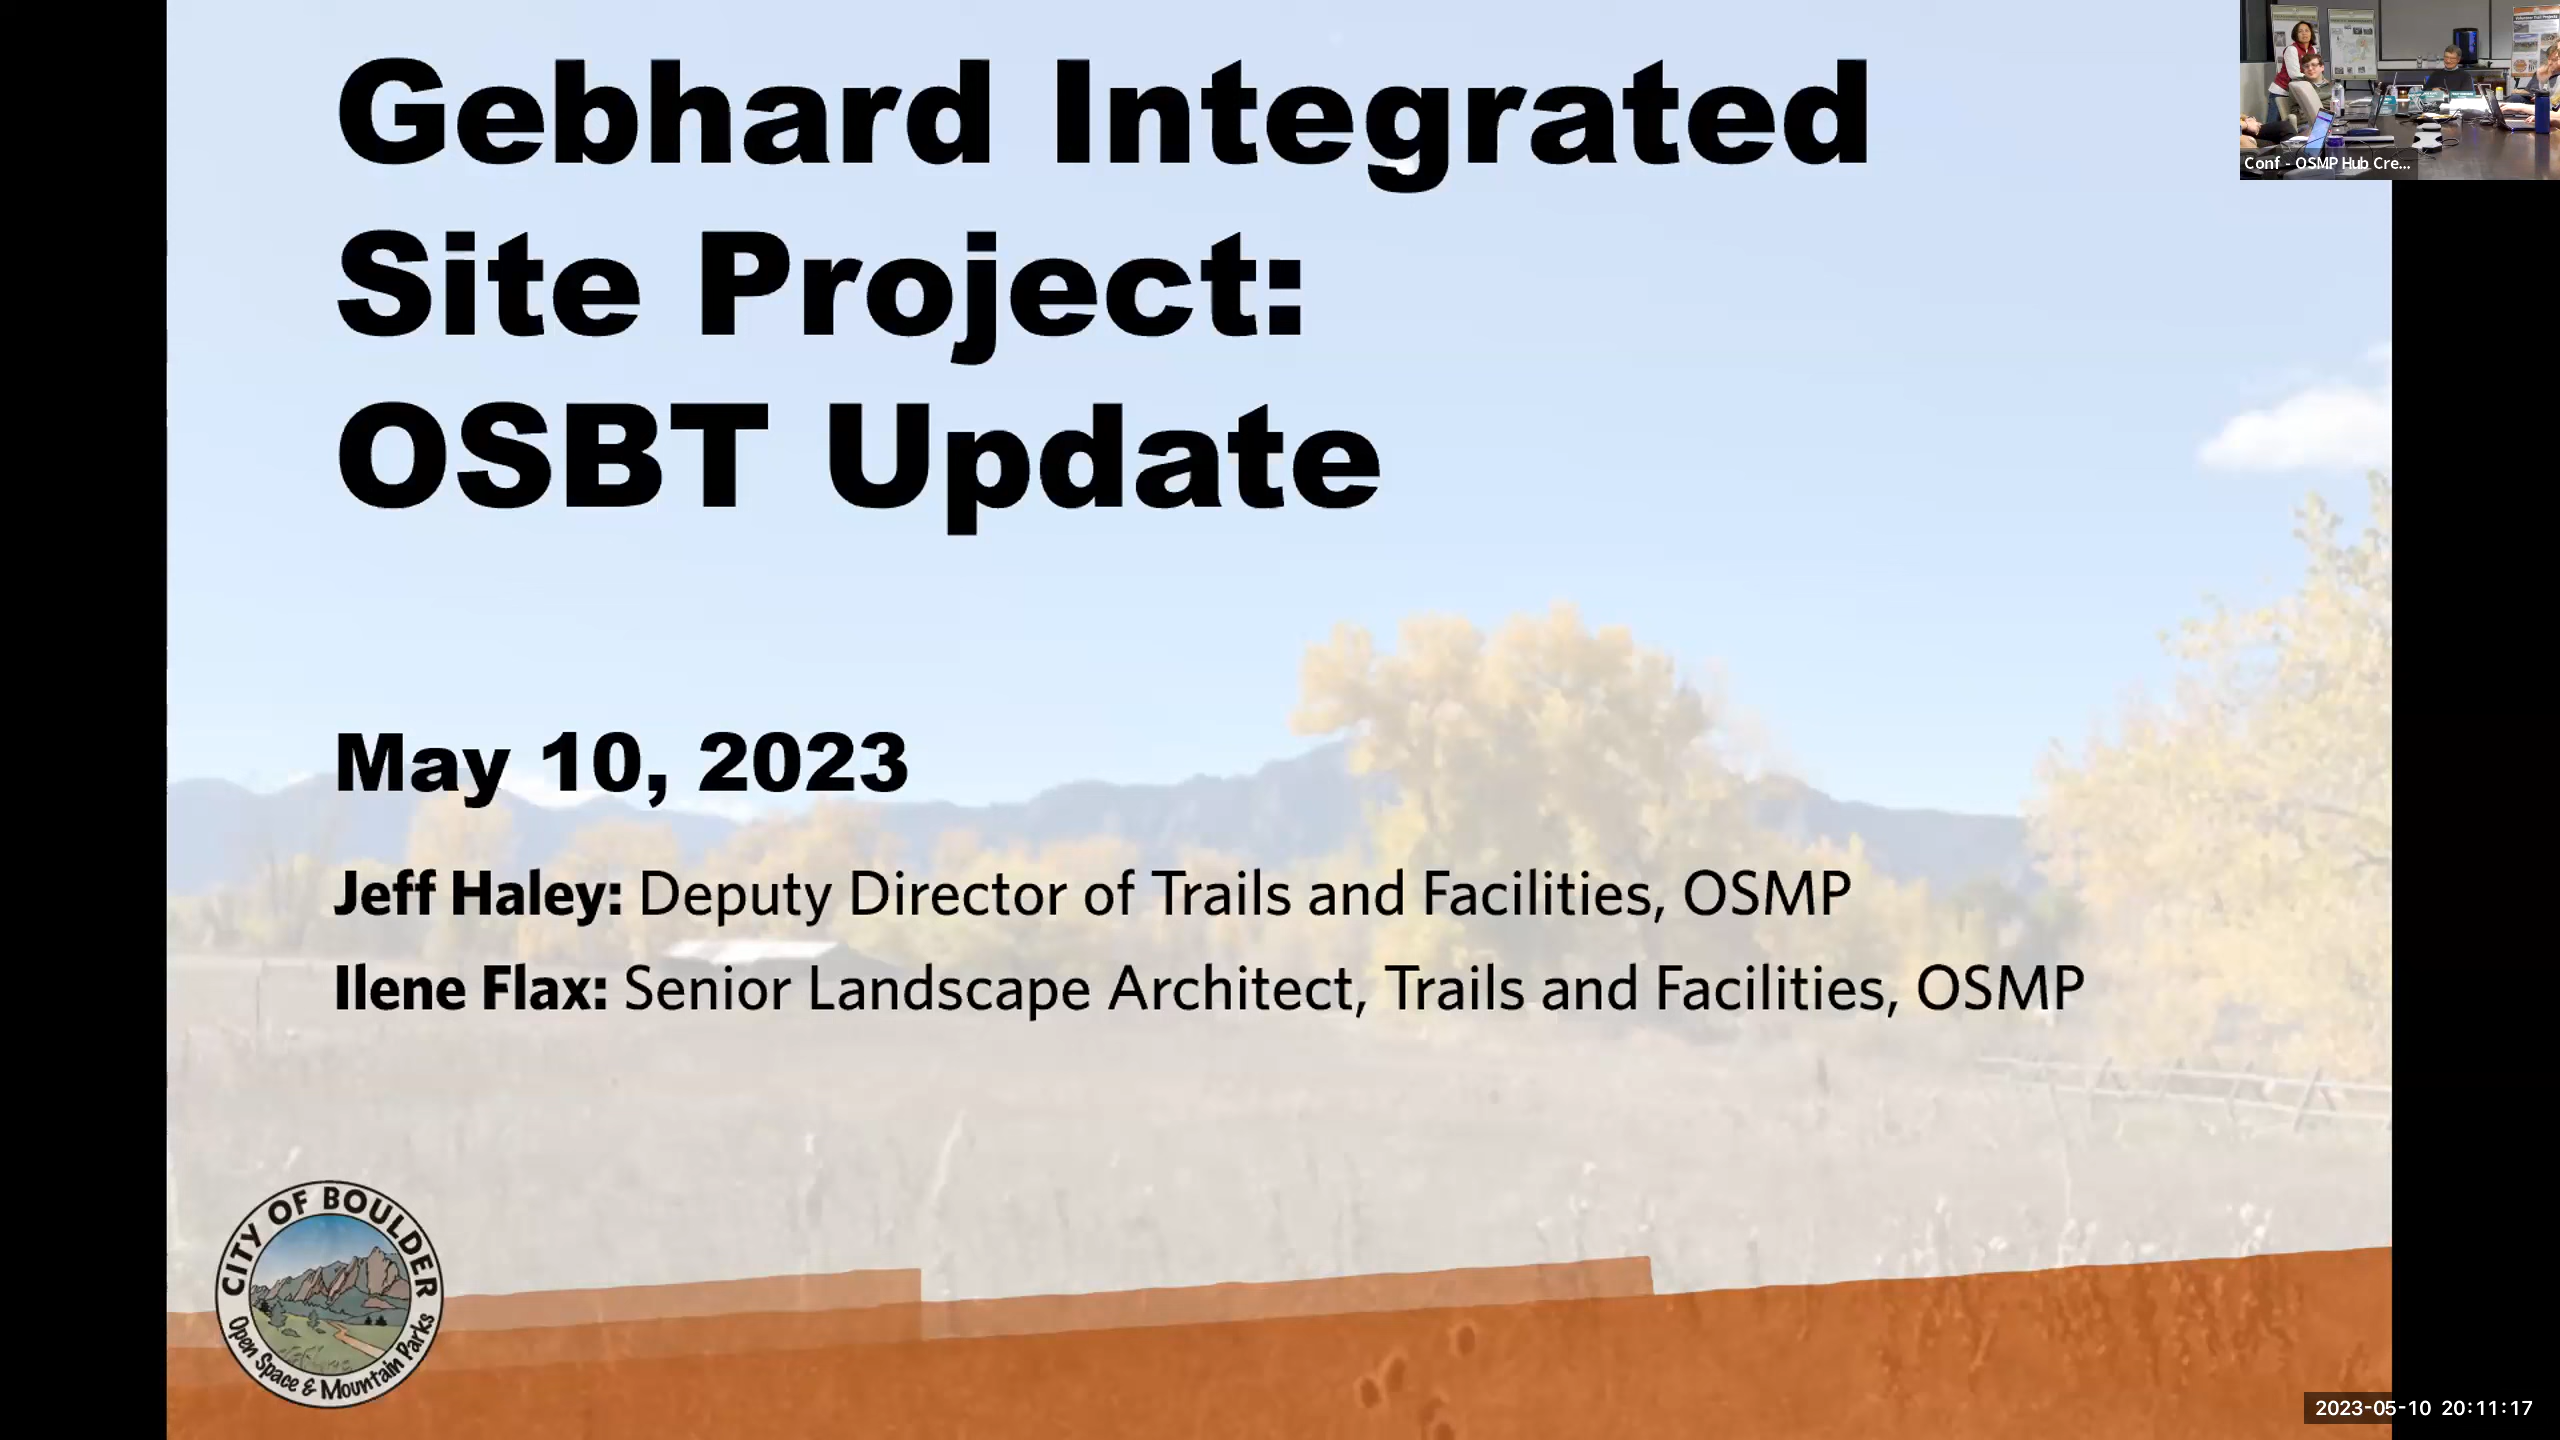 Gebhard Integrated
Site Project:
OSBT Update
May 10, 2023
Jeff Haley: Deputy Director of Trails and Facilities, OSMP
Ilene Flax: Senior Landscape Architect, Trails and Facilities, OSMP
CITY OF BOULDER
Open Space & Mountain Parks
Conf - OSMP Hub Cre...
2023-05-10 20:11:17